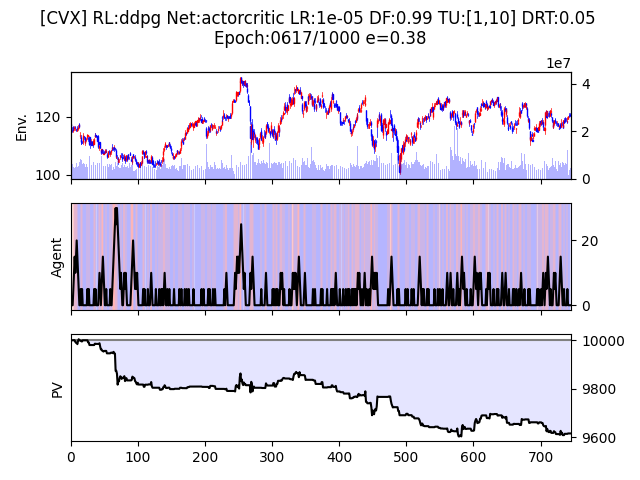 [CVX] RL:ddpg Net:actorcritic LR:1e-05 DF:0.99 TU:[1,10] DRT:0.05
Epoch:0617/1000 e=0.38
1e7
Env.
120
100
4
2
0
Agent
20
0
PV
10000
9800
9600
0 100 200 300 400 500 600 700